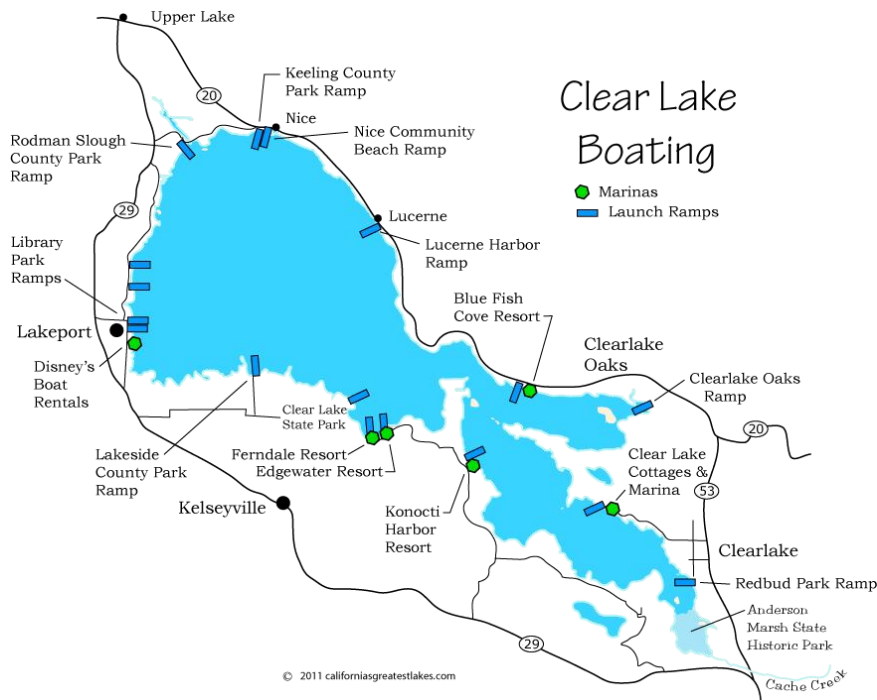 Upper Lake
Keeling County
Park Ramp
20
Nice
Clear Lake
Boating
Nice Community
Beach Ramp
Rodman Slough
County Park
Ramp
Marinas
Launch Ramps
29
Lucerne
Library
Park
Ramps
Lucerne Harbor
Ramp
Blue Fish
Cove Resort
Lakeport
Clearlake
Oaks
Disney's
Boat
Rentals
Clearlake Oaks
Ramp
Clear Lake
State Park
20
Lakeside
County Park
Ramp
Ferndale Resort
Edgewater Resort
Clear Lake
Cottages &
Marina
53
Kelseyville
Konocti
Harbor
Resort
Clearlake
Redbud Park Ramp
Anderson
Marsh State
Historic Park
29
Cache Creek
© 2011 californiasgreatestlakes.com